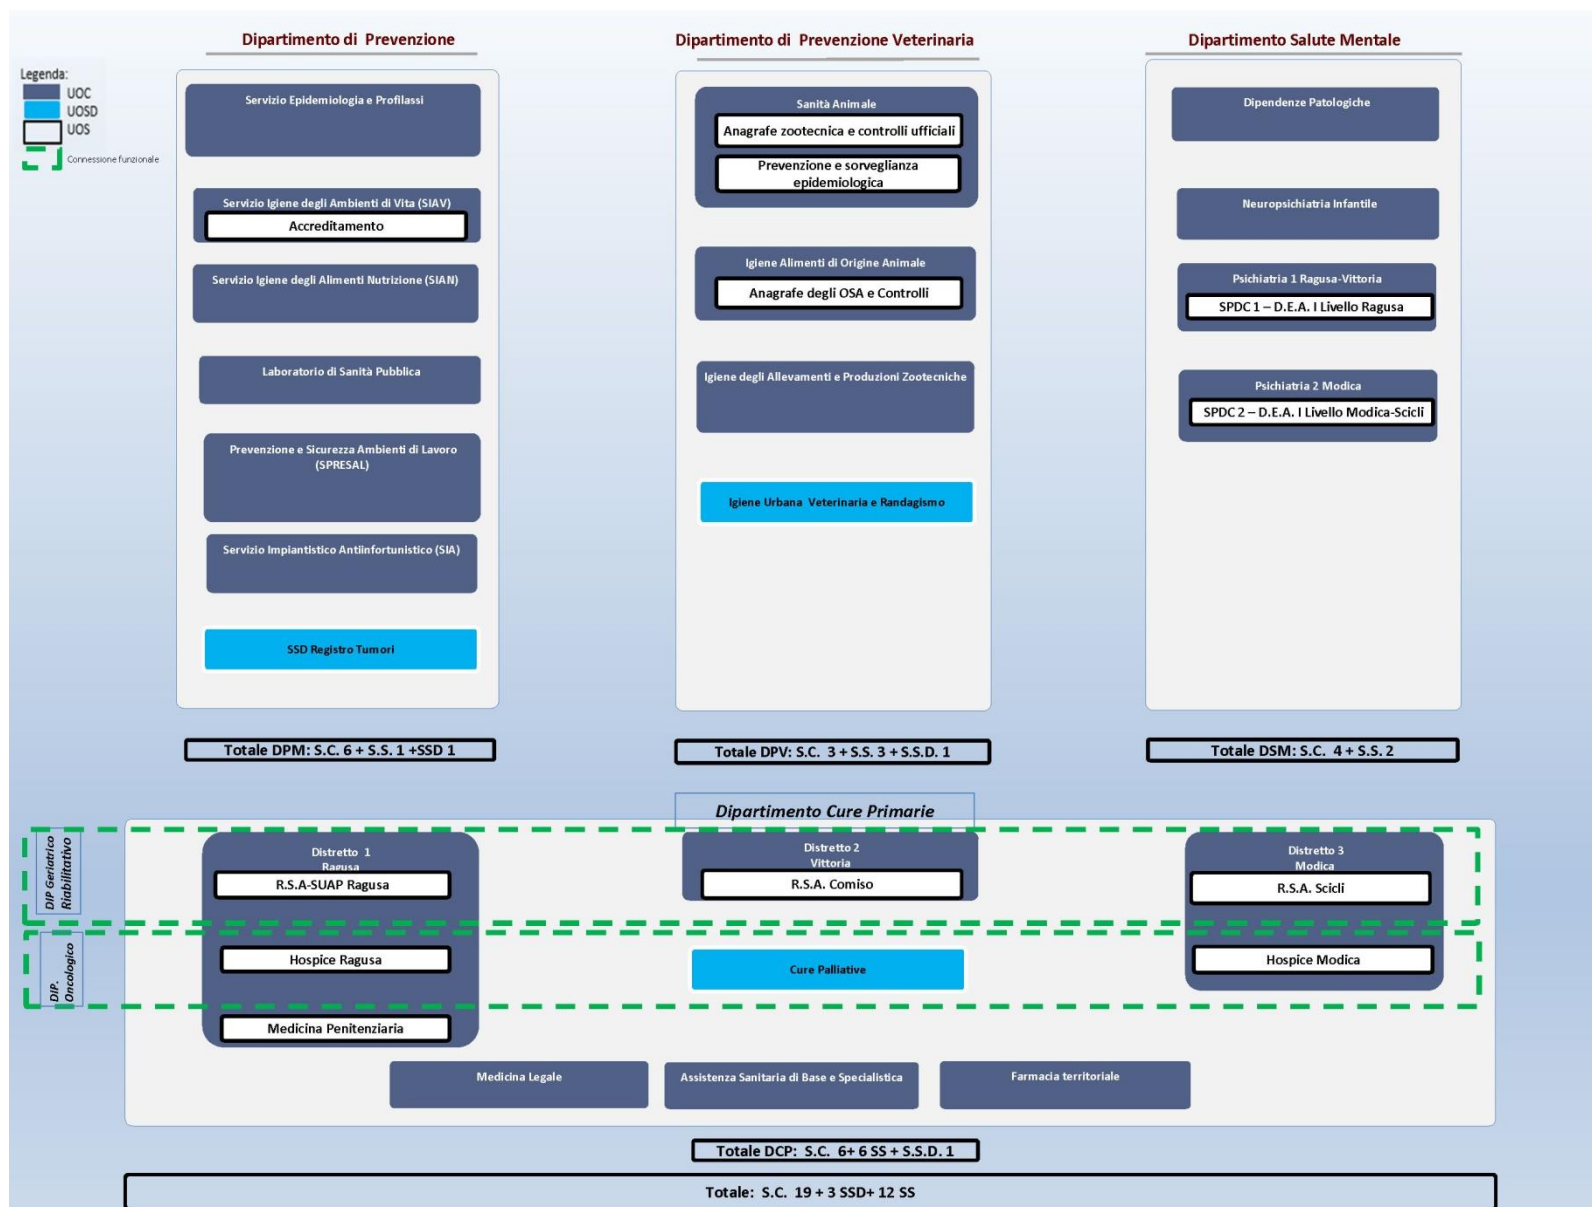 Dipartimento di Prevenzione
Dipartimento di Prevenzione Veterinaria
Dipartimento Salute Mentale
Legenda:
UOC
UOSD
UOS
Connessione funzionale
Servizio Epidemiologia e Profilassi
Servizio Igiene degli Ambienti di Vita (SIAV)
Accreditamento
Servizio Igiene degli Alimenti Nutrizione (SIAN)
Laboratorio di Sanità Pubblica
Prevenzione e Sicurezza Ambienti di Lavoro
(SPRESAL)
Servizio Impiantistico Antiinfortunistico (SIA)
SSD Registro Tumori
Totale DPM: S.C. 6 + S.S. 1 +SSD 1
Sanità Animale
Anagrafe zootecnica e controlli ufficiali
Prevenzione e sorveglianza
epidemiologica
Igiene Alimenti di Origine Animale
Anagrafe degli OSA e Controlli
Igiene degli Allevamenti e Produzioni Zootecniche
Igiene Urbana Veterinaria e Randagismo
Totale DPV: S.C. 3 + S.S. 3 + S.S.D. 1
Dipendenze Patologiche
Neuropsichiatria Infantile
Psichiatria 1 Ragusa-Vittoria
SPDC 1 – D.E.A. I Livello Ragusa
Psichiatria 2 Modica
SPDC 2 – D.E.A. I Livello Modica-Scicli
Totale DSM: S.C. 4 + S.S. 2
Dipartimento Cure Primarie
DIP Geriatrico
Riabilitativo
Distretto 1
Ragusa
R.S.A-SUAP Ragusa
Distretto 2
Vittoria
R.S.A. Comiso
Distretto 3
Modica
R.S.A. Scicli
DIP.
Oncologico
Hospice Ragusa
Cure Palliative
Hospice Modica
Medicina Penitenziaria
Medicina Legale
Assistenza Sanitaria di Base e Specialistica
Farmacia territoriale
Totale DCP: S.C. 6+ 6 SS + S.S.D. 1
Totale: S.C. 19 + 3 SSD+ 12 SS